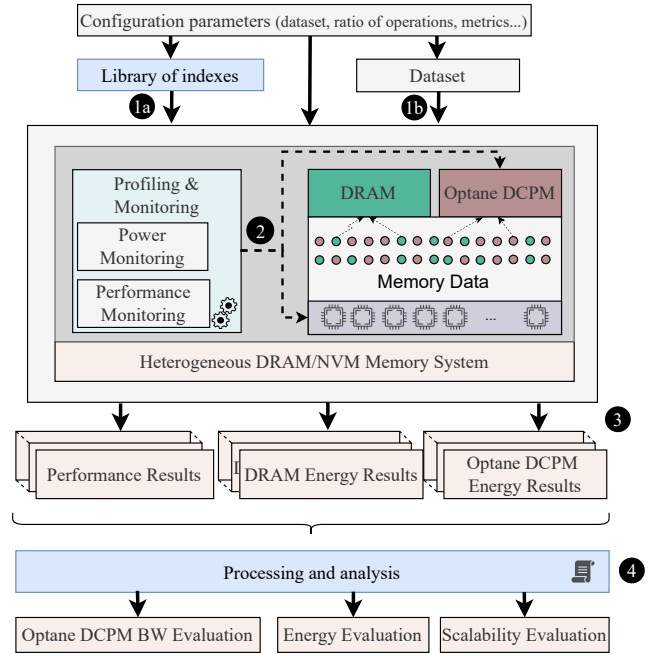 Configuration parameters (dataset, ratio of operations, metrics...)
Library of indexes
Dataset
1a
1b
Profiling &
Monitoring
Power
Monitoring
Performance
Monitoring
2
DRAM
Optane DCPM
Memory Data
...
Heterogeneous DRAM/NVM Memory System
3
Performance Results
DRAM Energy Results
Optane DCPM
Energy Results
Processing and analysis
4
Optane DCPM BW Evaluation
Energy Evaluation
Scalability Evaluation